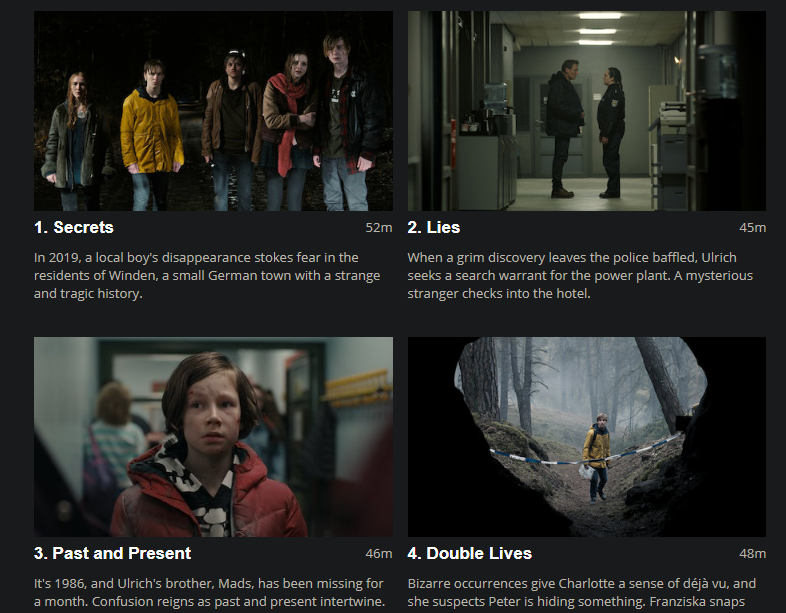 1. Secrets 52m
In 2019, a local boy's disappearance stokes fear in the
residents of Winden, a small German town with a strange
and tragic history.
2. Lies 45m
When a grim discovery leaves the police baffled, Ulrich
seeks a search warrant for the power plant. A mysterious
stranger checks into the hotel.
3. Past and Present 46m
It's 1986, and Ulrich's brother, Mads, has been missing for
a month. Confusion reigns as past and present intertwine.
4. Double Lives 48m
Bizarre occurrences give Charlotte a sense of déjà vu, and
she suspects Peter is hiding something. Franziska snaps